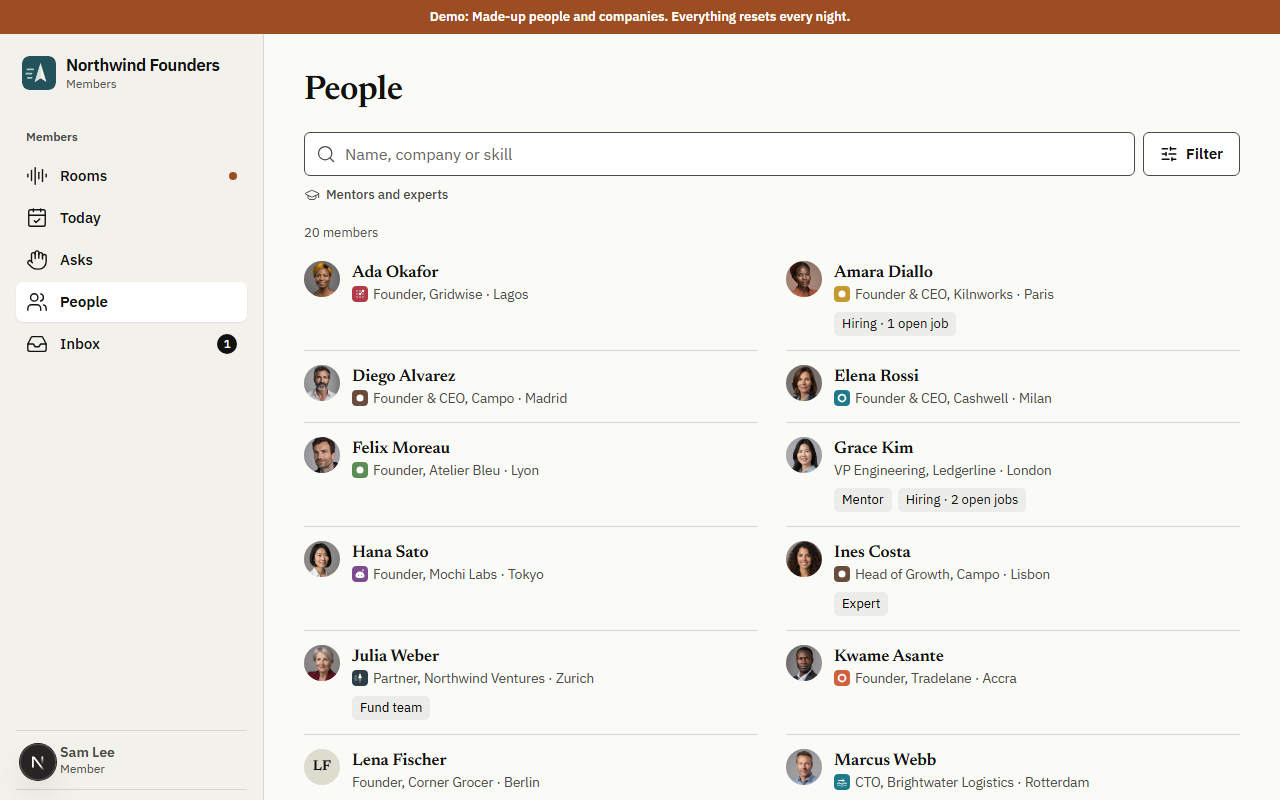 Demo: Made-up people and companies. Everything resets every night.
Northwind Founders
Members
Members
Rooms
Today
Asks
People
Inbox
1
Sam Lee
Member
N
People
Name, company or skill
Filter
Mentors and experts
20 members
Ada Okafor
Founder, Gridwise · Lagos
Amara Diallo
Founder & CEO, Kilnworks · Paris
Hiring · 1 open job
Diego Alvarez
Founder & CEO, Campo · Madrid
Elena Rossi
Founder & CEO, Cashwell · Milan
Felix Moreau
Founder, Atelier Bleu · Lyon
Grace Kim
VP Engineering, Ledgerline · London
Mentor
Hiring · 2 open jobs
Hana Sato
Founder, Mochi Labs · Tokyo
Ines Costa
Head of Growth, Campo · Lisbon
Expert
Julia Weber
Partner, Northwind Ventures · Zurich
Fund team
Kwame Asante
Founder, Tradelane · Accra
LF
Lena Fischer
Founder, Corner Grocer · Berlin
Marcus Webb
CTO, Brightwater Logistics · Rotterdam